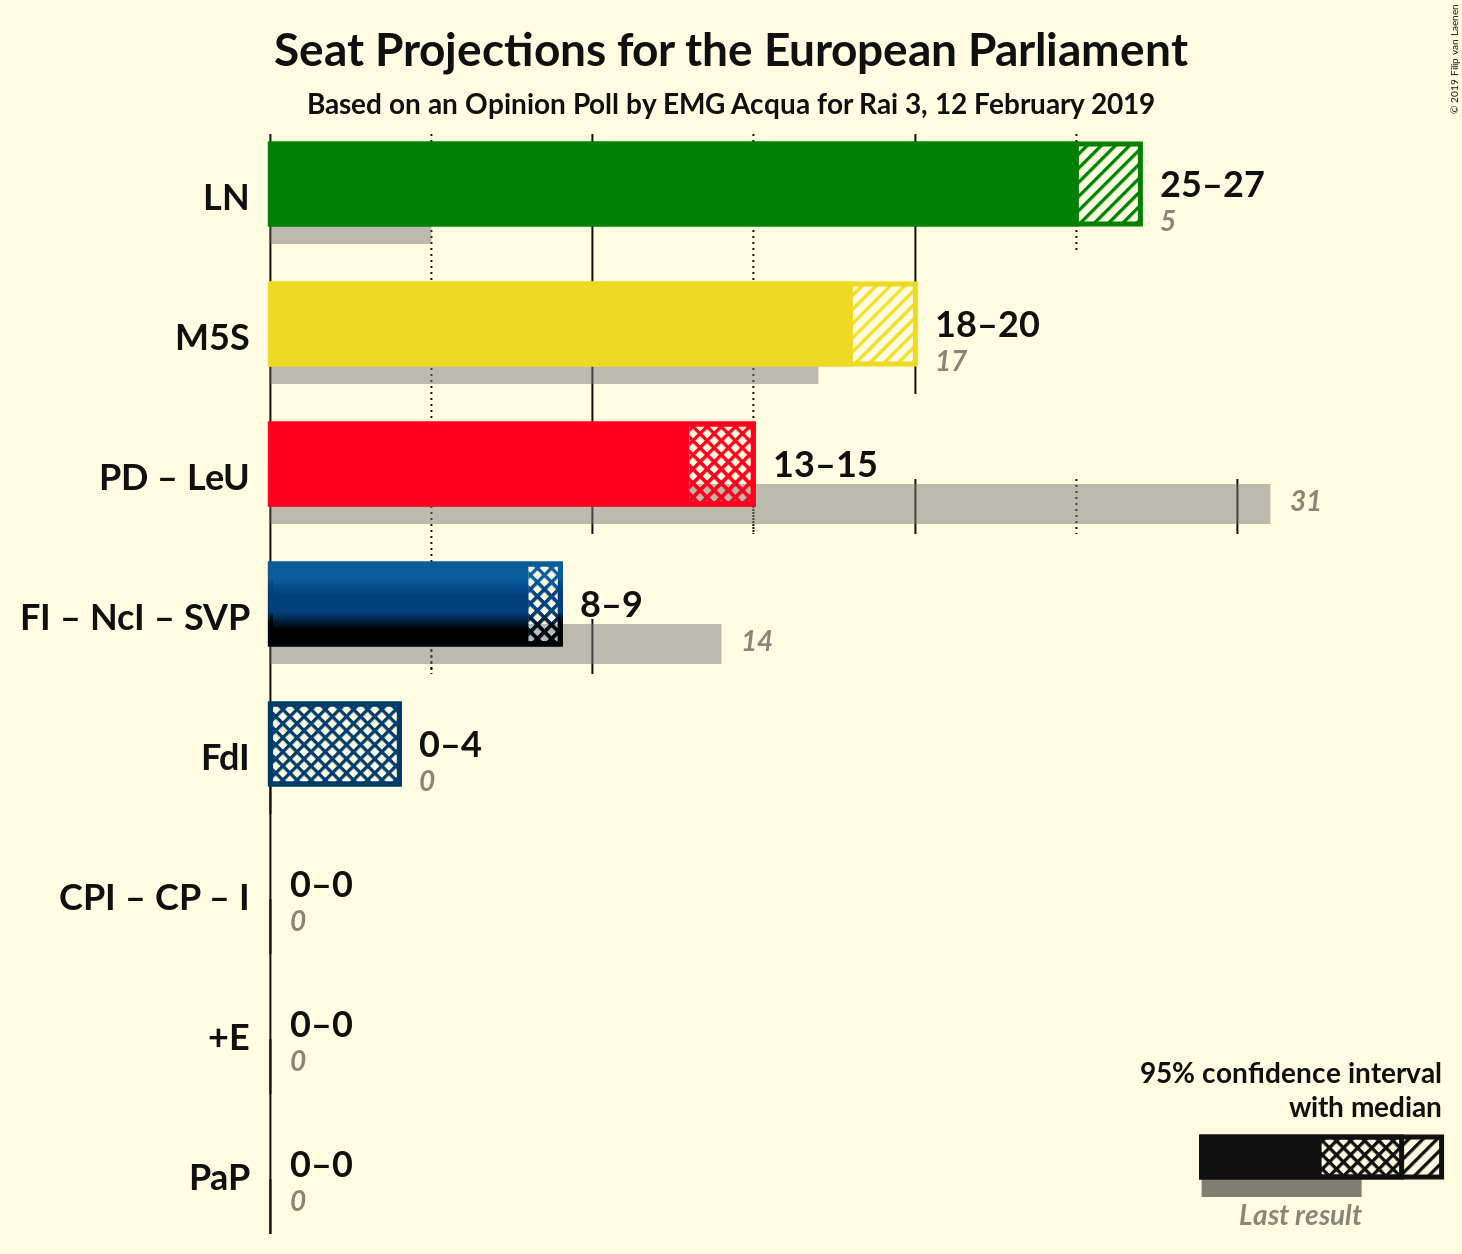 Seat Projections for the European Parliament
Based on an Opinion Poll by EMG Acqua for Rai 3, 12 February 2019
© 2019 Filip van Laenen
LN
25–27
5
M5S
18–20
17
PD – LeU
13–15
31
FI – NcI – SVP
8–9
14
FdI
0–4
0
CPI – CP – I
0–0
0
+E
0–0
0
PaP
0–0
0
95% confidence interval
with median
Last result